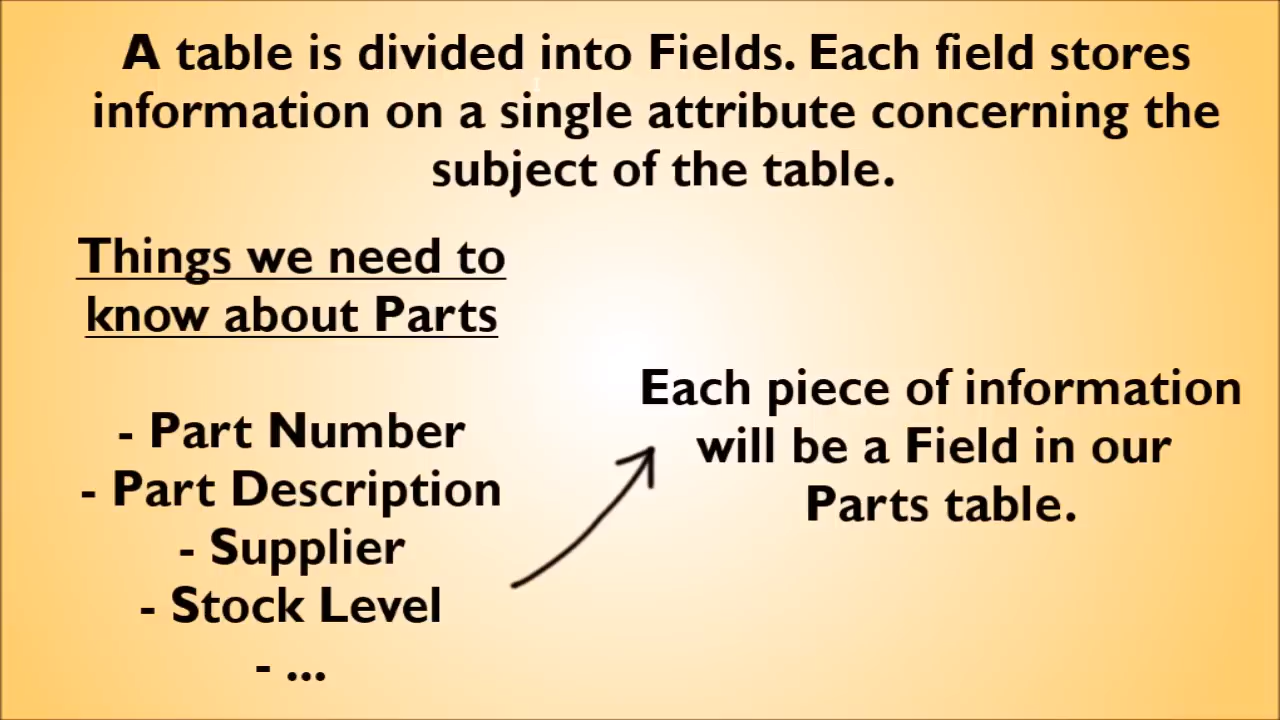 A table is divided into Fields. Each field stores
information on a single attribute concerning the
subject of the table.
Things we need to
know about Parts
- Part Number
- Part Description
- Supplier
- Stock Level
- ...
Each piece of information
will be a Field in our
Parts table.